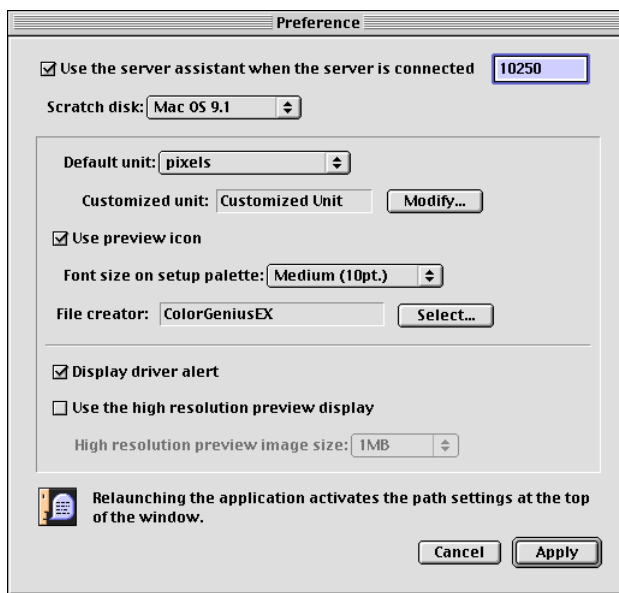 Preference
Use the server assistant when the server is connected 10250
Scratch disk: Mac OS 9.1
Default unit: pixels
Customized unit: Customized Unit Modify...
Use preview icon
Font size on setup palette: Medium (10pt.)
File creator: ColorGeniusEX Select...
Display driver alert
Use the high resolution preview display
High resolution preview image size: 1MB
Relaunching the application activates the path settings at the top
of the window.
Cancel Apply